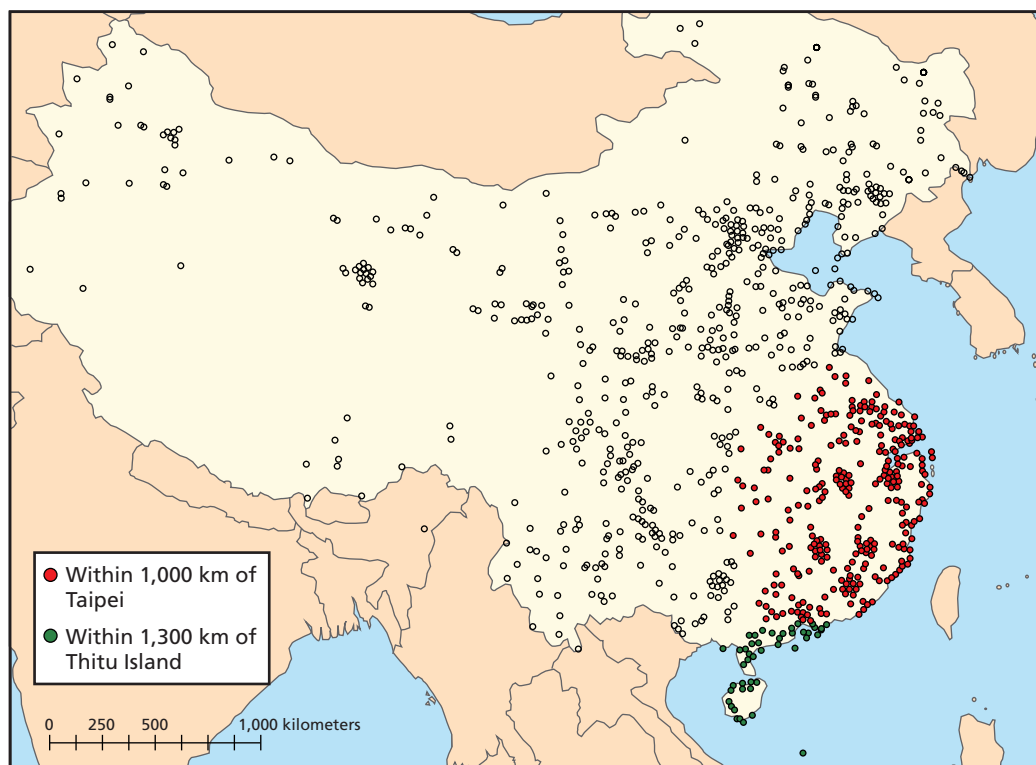 Within 1,000 km of
Taipei
Within 1,300 km of
Thitu Island
0 250 500 1,000 kilometers